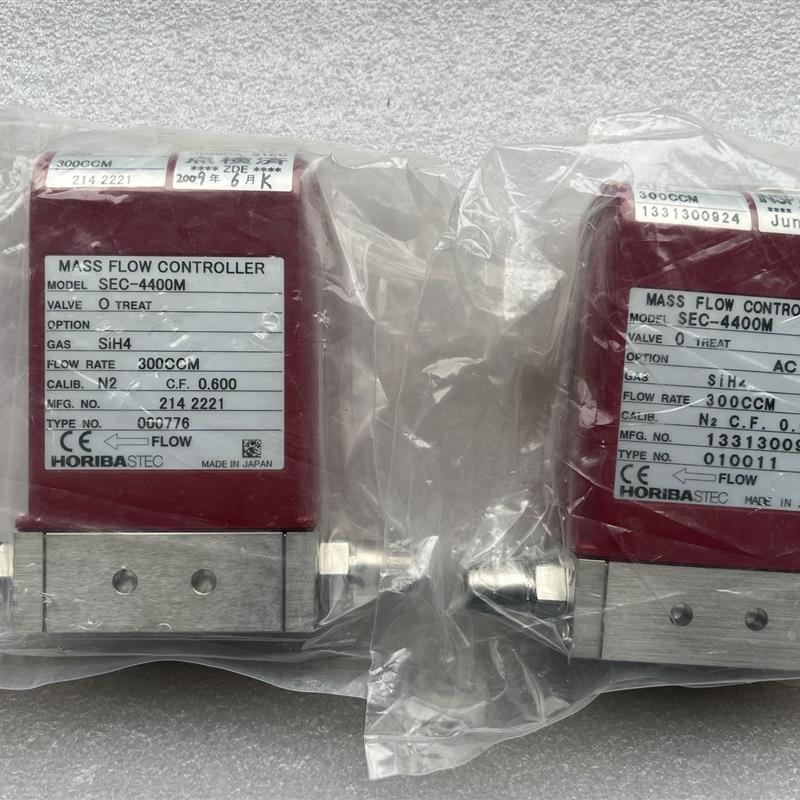 300CCM
214 2221
点検済
**** ZDE ****
2009年 6月K
MASS FLOW CONTROLLER
MODEL SEC-4400M
VALVE O TREAT
OPTION
GAS SiH4
FLOW RATE 300CCM
CALIB. N2 C.F. 0.600
MFG. NO. 214 2221
TYPE NO. 000776
CE FLOW
HORIBASTEC MADE IN JAPAN
300CCM
1331300924
Jun
MASS FLOW CONTRO
MODEL SEC-4400M
VALVE O TREAT
OPTION AC
GAS SiH4
FLOW RATE 300CCM
CALIB. N2 C.F. 0.
MFG. NO. 13313009
TYPE NO. 010011
CE FLOW
HORIBASTEC MADE IN